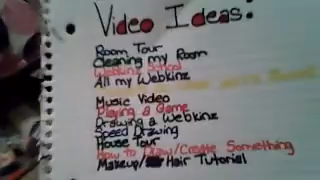 Video Ideas:
Room Tour
Cleaning my Room
Webkinz School
All my Webkinz
Music Video
Playing a Game
Drawing a Webkinz
Speed Drawing
House Tour
How to Draw/Create Something
Makeup/ Hair Tutorial